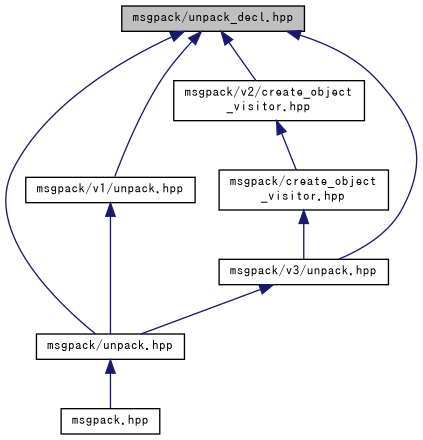 msgpack/unpack_decl.hpp
msgpack/v2/create_object
_visitor.hpp
msgpack/v1/unpack.hpp
msgpack/create_object
_visitor.hpp
msgpack/v3/unpack.hpp
msgpack/unpack.hpp
msgpack.hpp